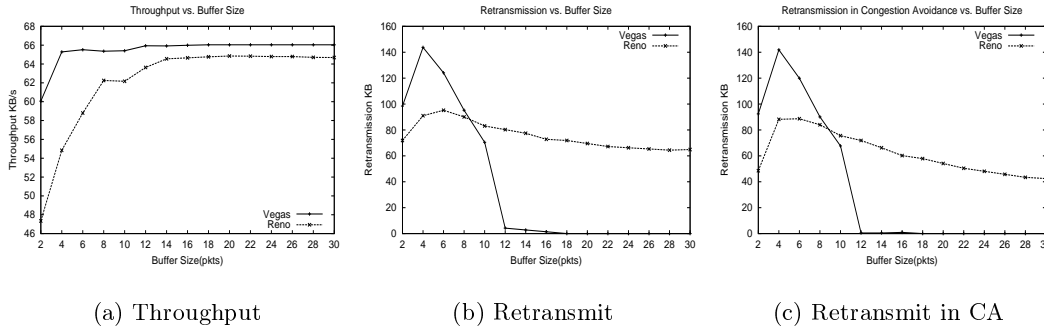 Throughput vs. Buffer Size
68
66
64
62
60
58
56
54
52
50
48
46
Throughput KB/s
Vegas
Reno
2 4 6 8 10 12 14 16 18 20 22 24 26 28 30
Buffer Size(pkts)
(a) Throughput
Retransmission vs. Buffer Size
160
140
120
100
80
60
40
20
0
Retransmission KB
Vegas
Reno
2 4 6 8 10 12 14 16 18 20 22 24 26 28 30
Buffer Size(pkts)
(b) Retransmit
Retransmission in Congestion Avoidance vs. Buffer Size
160
140
120
100
80
60
40
20
0
Retransmission KB
Vegas
Reno
2 4 6 8 10 12 14 16 18 20 22 24 26 28 3
Buffer Size(pkts)
(c) Retransmit in CA